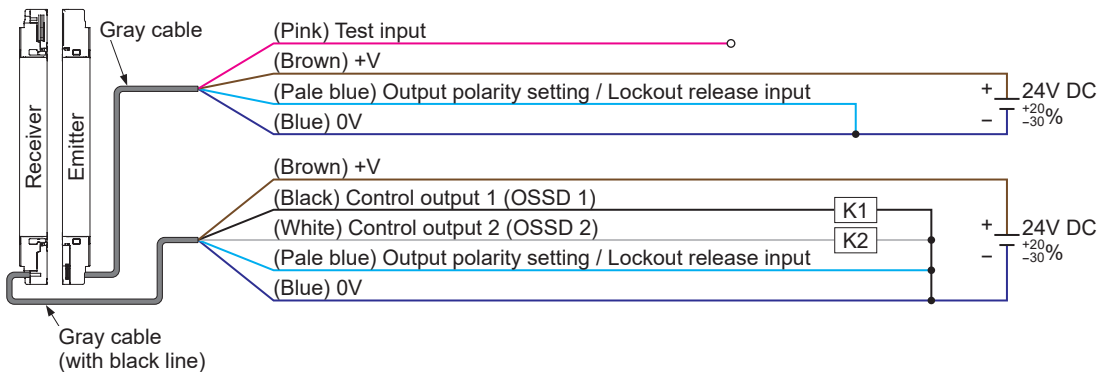 Gray cable
Receiver
Emitter
(Pink) Test input
(Brown) +V
(Pale blue) Output polarity setting / Lockout release input
(Blue) 0V
+
−
24V DC
+20
−30%
(Brown) +V
(Black) Control output 1 (OSSD 1)
K1
(White) Control output 2 (OSSD 2)
K2
(Pale blue) Output polarity setting / Lockout release input
(Blue) 0V
+
−
24V DC
+20
−30%
Gray cable
(with black line)